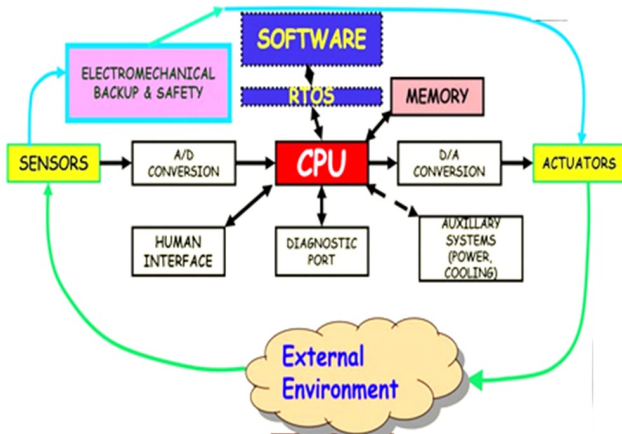 SOFTWARE
ELECTROMECHANICAL
BACKUP & SAFETY
RTOS
MEMORY
SENSORS
A/D
CONVERSION
CPU
D/A
CONVERSION
ACTUATORS
HUMAN
INTERFACE
DIAGNOSTIC
PORT
AUXILLARY
SYSTEMS
(POWER,
COOLING)
External
Environment